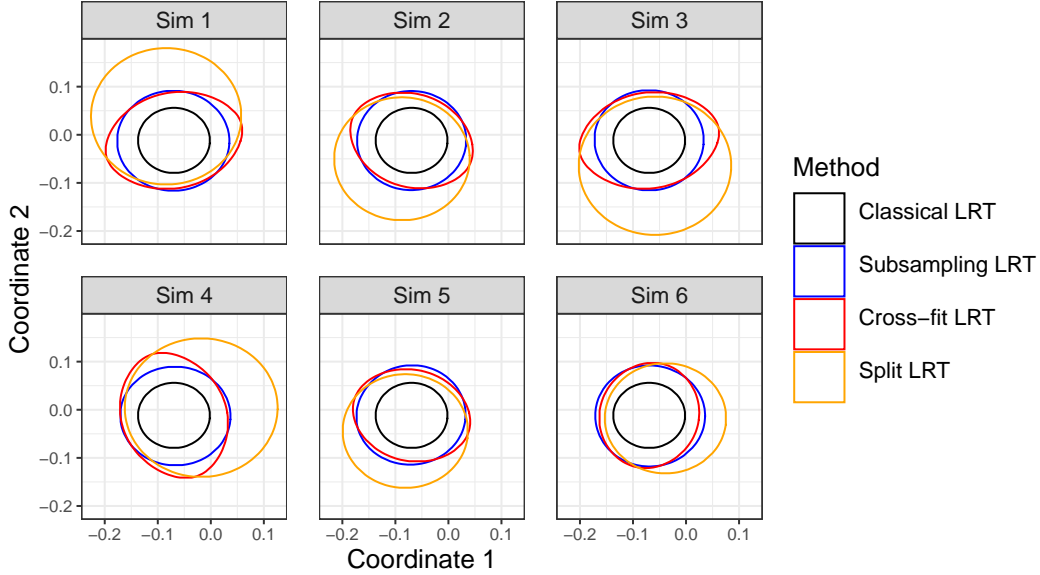 Sim 1
Sim 2
Sim 3
0.1
0.0
−0.1
−0.2
Sim 4
Sim 5
Sim 6
0.1
0.0
−0.1
−0.2
−0.2 −0.1 0.0 0.1
−0.2 −0.1 0.0 0.1
−0.2 −0.1 0.0 0.1
Coordinate 1
Coordinate 2
Method
Classical LRT
Subsampling LRT
Cross−fit LRT
Split LRT